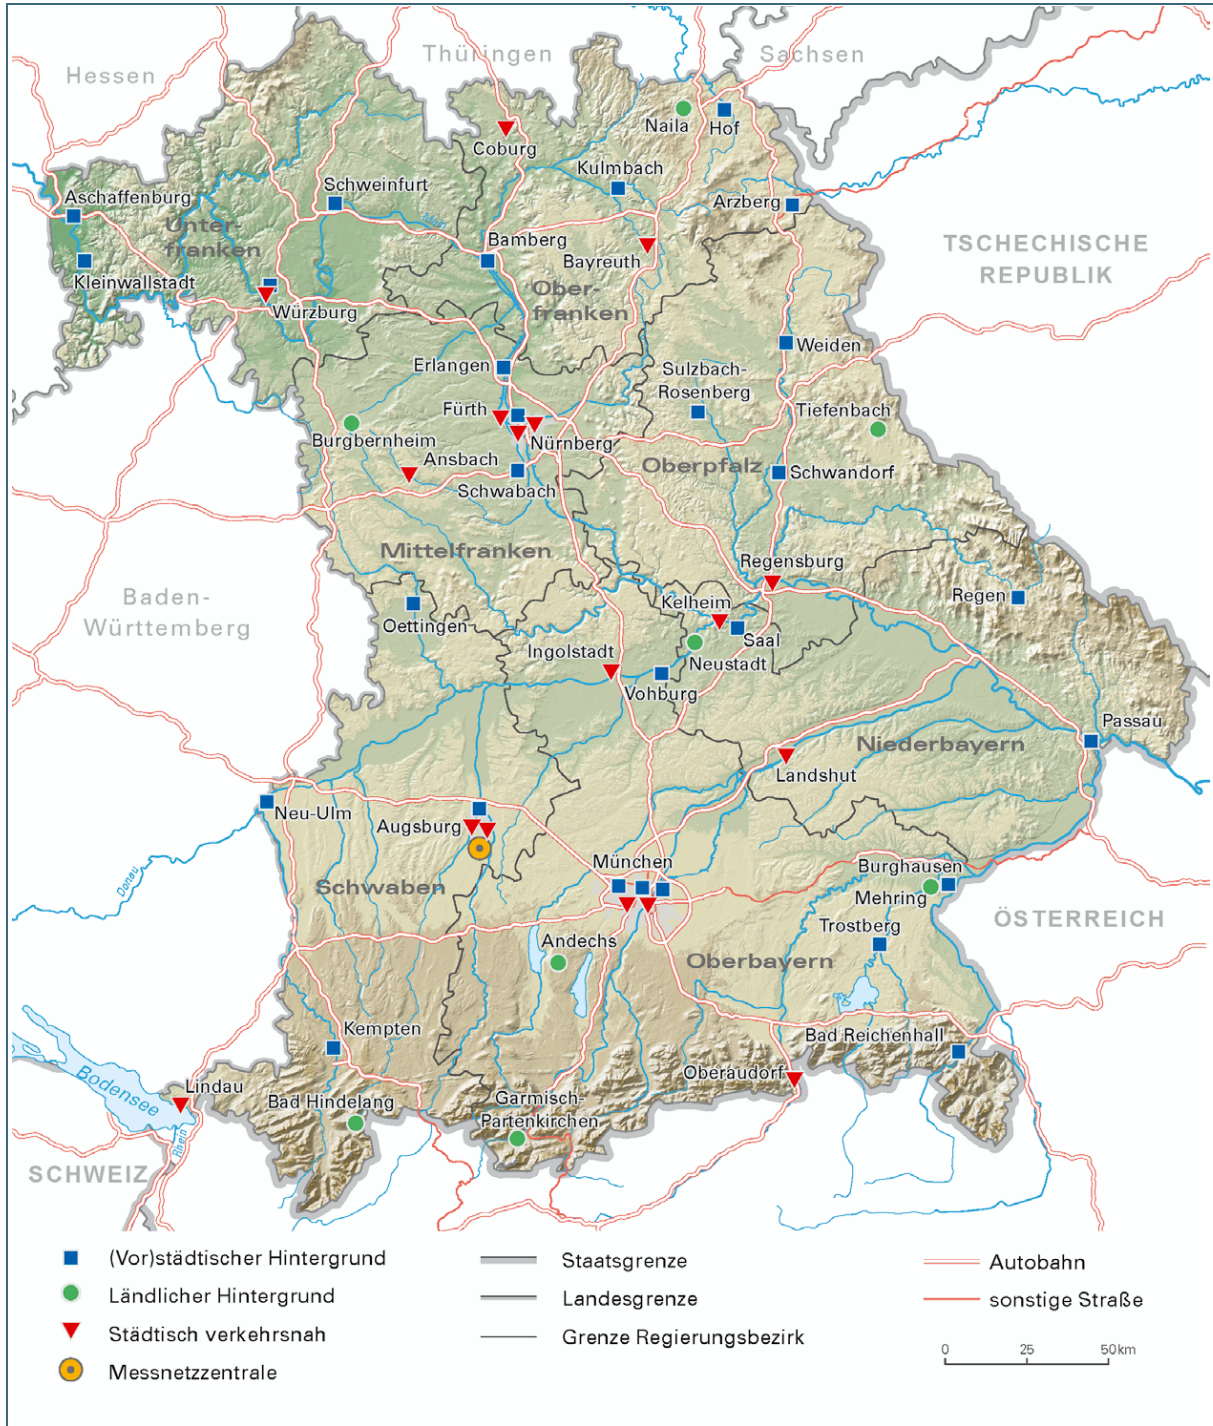 Hessen
Thüringen
Sachsen
Naila
Hof
Coburg
Kulmbach
Aschaffenburg
Schweinfurt
Arzberg
Unter-
franken
Bamberg
Bayreuth
TSCHECHISCHE
REPUBLIK
Kleinwallstadt
Ober-
franken
Würzburg
Weiden
Erlangen
Sulzbach-
Rosenberg
Fürth
Tiefenbach
Burgbernheim
Nürnberg
Ansbach
Oberpfalz
Schwandorf
Schwabach
Mittelfranken
Regensburg
Baden-
Württemberg
Regen
Kelheim
Oettingen
Saal
Ingolstadt
Neustadt
Vohburg
Passau
Niederbayern
Landshut
Neu-Ulm
Augsburg
Donau
München
Burghausen
Schwaben
Mehring
ÖSTERREICH
Trostberg
Andechs
Oberbayern
Kempten
Bad Reichenhall
Bodensee
Lindau
Oberaudorf
Bad Hindelang
Garmisch-
Partenkirchen
Rhein
SCHWEIZ
(Vor)städtischer Hintergrund
Ländlicher Hintergrund
Städtisch verkehrsnah
Messnetzzentrale
Staatsgrenze
Landesgrenze
Grenze Regierungsbezirk
Autobahn
sonstige Straße
0 25 50km